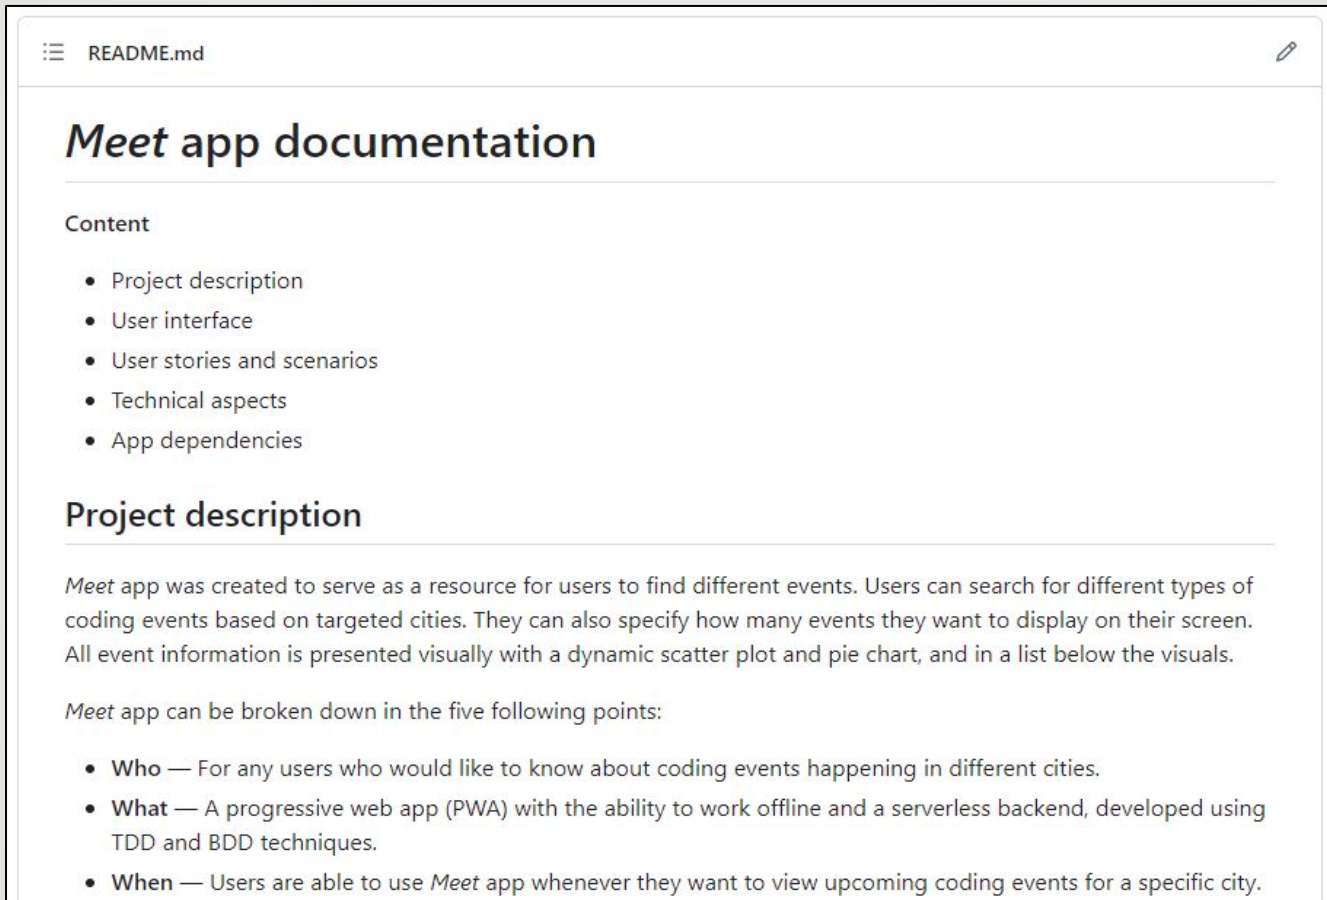 README.md
Meet app documentation
Content
Project description
User interface
User stories and scenarios
Technical aspects
App dependencies
Project description
Meet app was created to serve as a resource for users to find different events. Users can search for different types of
coding events based on targeted cities. They can also specify how many events they want to display on their screen.
All event information is presented visually with a dynamic scatter plot and pie chart, and in a list below the visuals.
Meet app can be broken down in the five following points:
Who — For any users who would like to know about coding events happening in different cities.
What — A progressive web app (PWA) with the ability to work offline and a serverless backend, developed using
TDD and BDD techniques.
When — Users are able to use Meet app whenever they want to view upcoming coding events for a specific city.